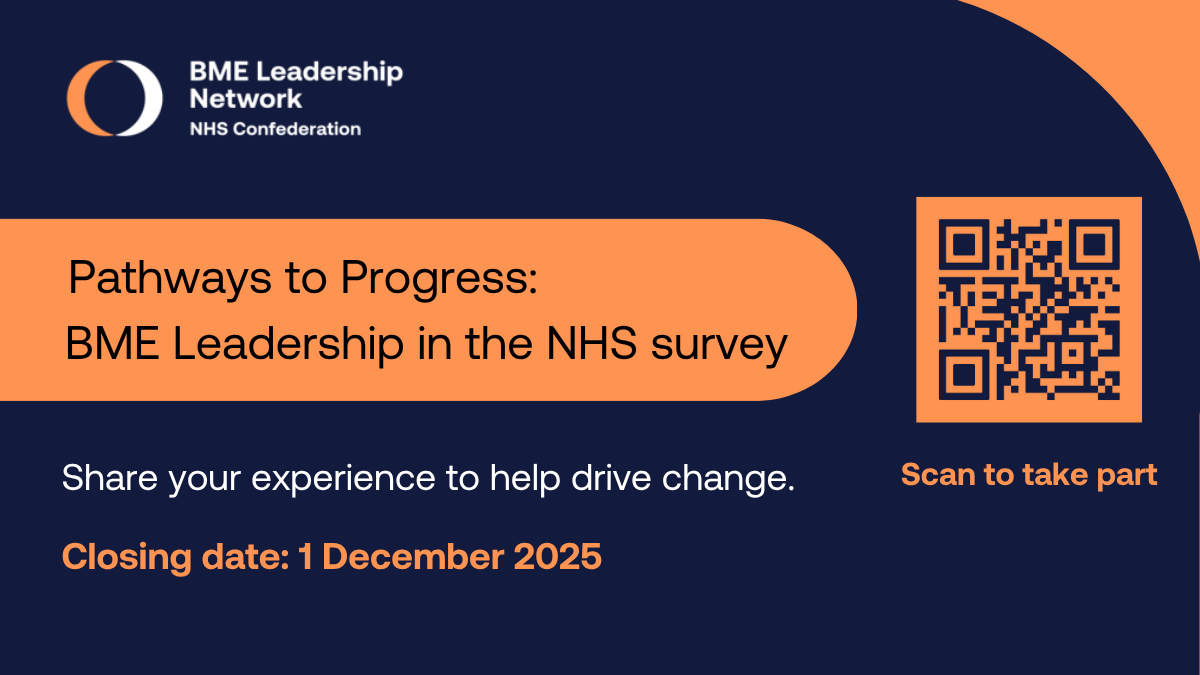 BME Leadership
Network
NHS Confederation
Pathways to Progress:
BME Leadership in the NHS survey
Share your experience to help drive change.
Closing date: 1 December 2025
Scan to take part